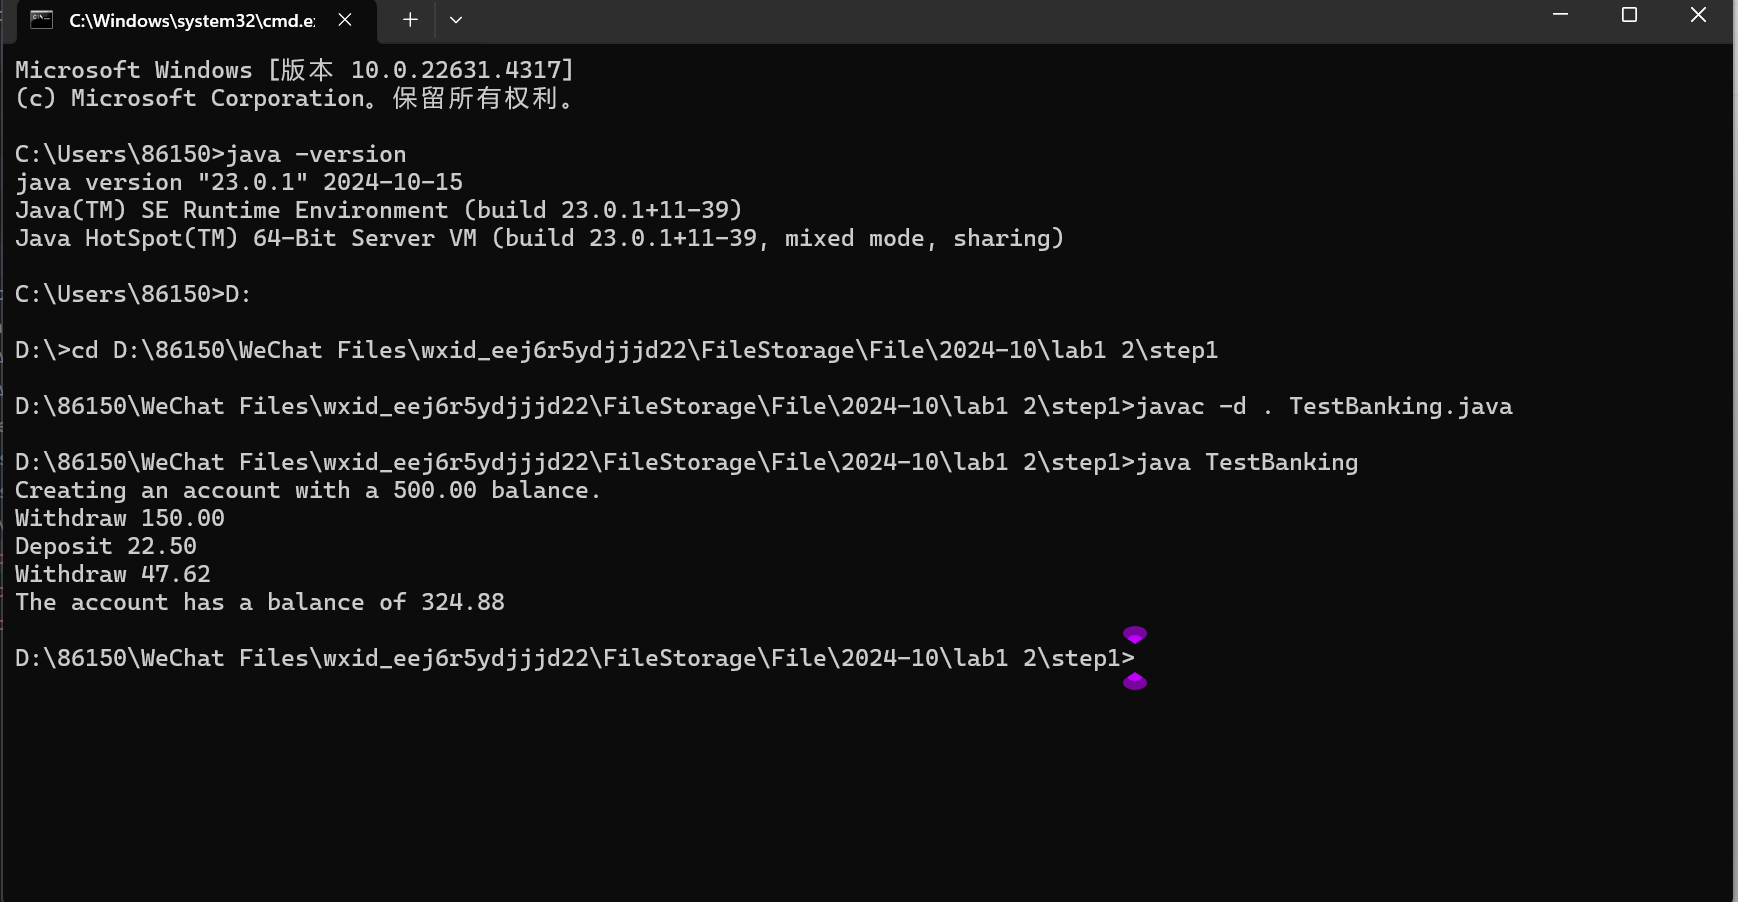 C:\Windows\system32\cmd.e
Microsoft Windows [版本 10.0.22631.4317]
(c) Microsoft Corporation。保留所有权利。
C:\Users\86150>java -version
java version "23.0.1" 2024-10-15
Java(TM) SE Runtime Environment (build 23.0.1+11-39)
Java HotSpot(TM) 64-Bit Server VM (build 23.0.1+11-39, mixed mode, sharing)
C:\Users\86150>D:
D:\>cd D:\86150\WeChat Files\wxid_eej6r5ydjjjd22\FileStorage\File\2024-10\lab1 2\step1
D:\86150\WeChat Files\wxid_eej6r5ydjjjd22\FileStorage\File\2024-10\lab1 2\step1>javac -d . TestBanking.java
D:\86150\WeChat Files\wxid_eej6r5ydjjjd22\FileStorage\File\2024-10\lab1 2\step1>java TestBanking
Creating an account with a 500.00 balance.
Withdraw 150.00
Deposit 22.50
Withdraw 47.62
The account has a balance of 324.88
D:\86150\WeChat Files\wxid_eej6r5ydjjjd22\FileStorage\File\2024-10\lab1 2\step1>